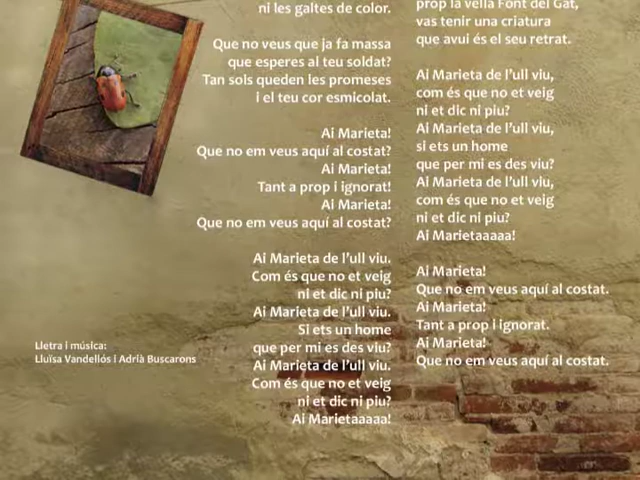 ni les galtes de color.
Que no veus que ja fa massa
que esperes al teu soldat?
Tan sols queden les promeses
i el teu cor esmicolat.
Ai Marieta!
Que no em veus aquí al costat?
Ai Marieta!
Tant a prop i ignorat!
Ai Marieta!
Que no em veus aquí al costat?
Ai Marieta de l'ull viu.
Com és que no et veig
ni et dic ni piu?
Ai Marieta de l'ull viu.
Si ets un home
que per mi es des viu?
Ai Marieta de l'ull viu.
Com és que no et veig
ni et dic ni piu?
Ai Marietaaaaa!
prop la vella Font del Gat,
vas tenir una criatura
que avui és el seu retrat.
Ai Marieta de l'ull viu,
com és que no et veig
ni et dic ni piu?
Ai Marieta de l'ull viu,
si ets un home
que per mi es des viu?
Ai Marieta de l'ull viu,
com és que no et veig
ni et dic ni piu?
Ai Marietaaaaa!
Ai Marieta!
Que no em veus aquí al costat.
Ai Marieta!
Tant a prop i ignorat.
Ai Marieta!
Que no em veus aquí al costat.
Lletra i música:
Lluïsa Vandellós i Adrià Buscarons